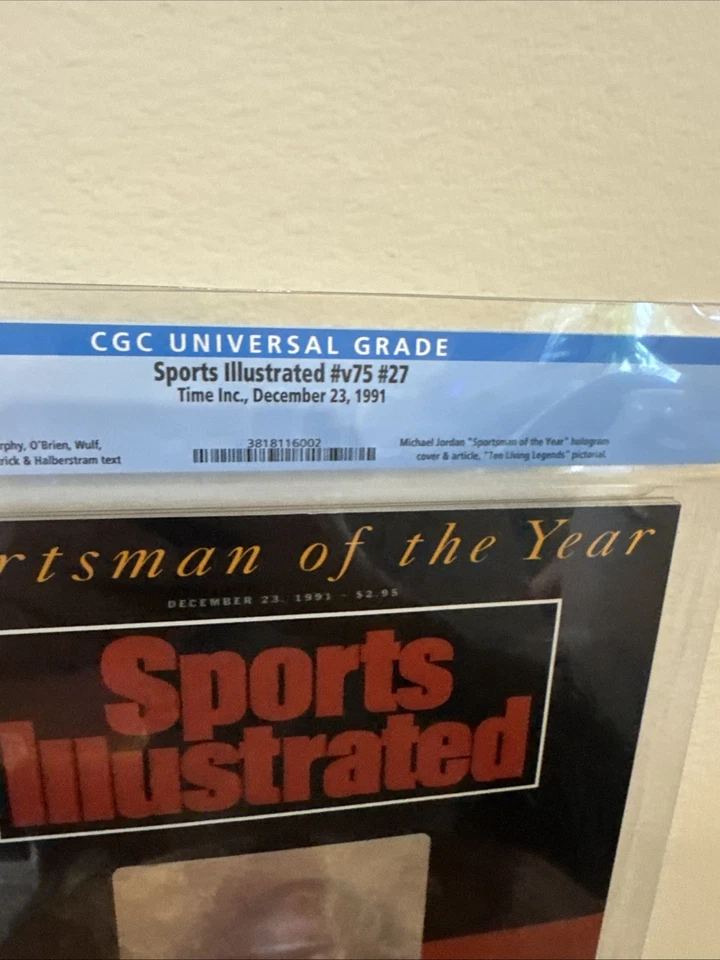 CGC UNIVERSAL GRADE
Sports Illustrated #v75 #27
Time Inc., December 23, 1991
rphy, O'Brien, Wulf,
rick & Halberstram text
3818116002
Michael Jordan "Sportsman of the Year" hologram
cover & article, "Ten Living Legends" pictorial.
rtsman of the Year
DECEMBER 23, 1991 - $2.95
Sports
Illustrated